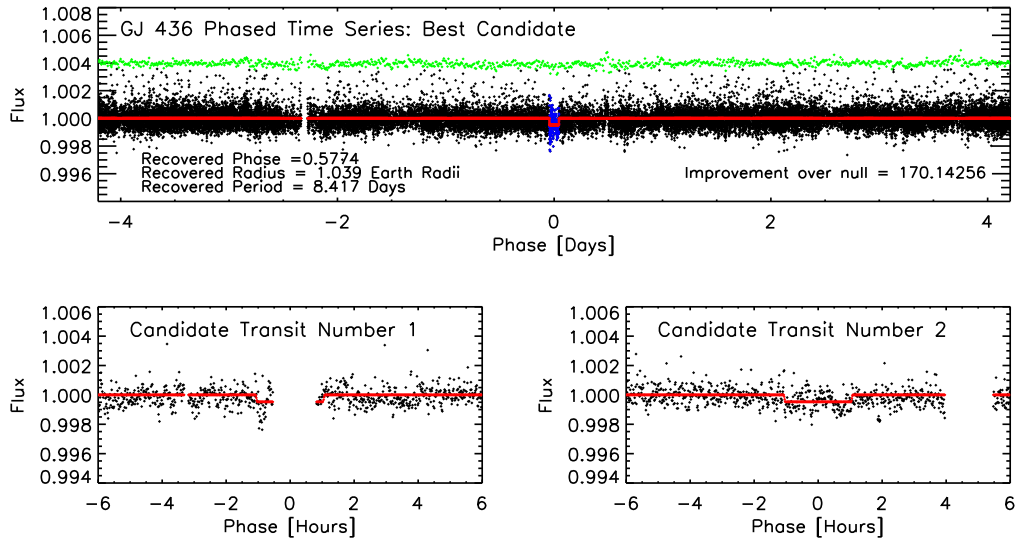 GJ 436 Phased Time Series: Best Candidate
1.008
1.006
1.004
1.002
1.000
0.998
0.996
Flux
Recovered Phase =0.5774
Recovered Radius = 1.039 Earth Radii
Recovered Period = 8.417 Days
Improvement over null = 170.14256
-4 -2 0 2 4
Phase [Days]
Candidate Transit Number 1
1.006
1.004
1.002
1.000
0.998
0.996
0.994
Flux
-6 -4 -2 0 2 4 6
Phase [Hours]
Candidate Transit Number 2
1.006
1.004
1.002
1.000
0.998
0.996
0.994
Flux
-6 -4 -2 0 2 4 6
Phase [Hours]